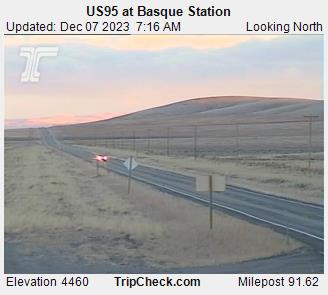 US95 at Basque Station
Updated: Dec 07 2023 7:16 AM Looking North
Elevation 4460 TripCheck.com Milepost 91.62